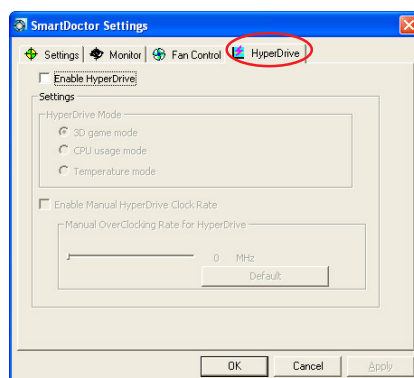 SmartDoctor Settings
Settings Monitor Fan Control HyperDrive
Enable HyperDrive
Settings
HyperDrive Mode
3D game mode
CPU usage mode
Temperature mode
Enable Manual HyperDrive Clock Rate
Manual OverClocking Rate for HyperDrive
0 MHz
Default
OK Cancel Apply